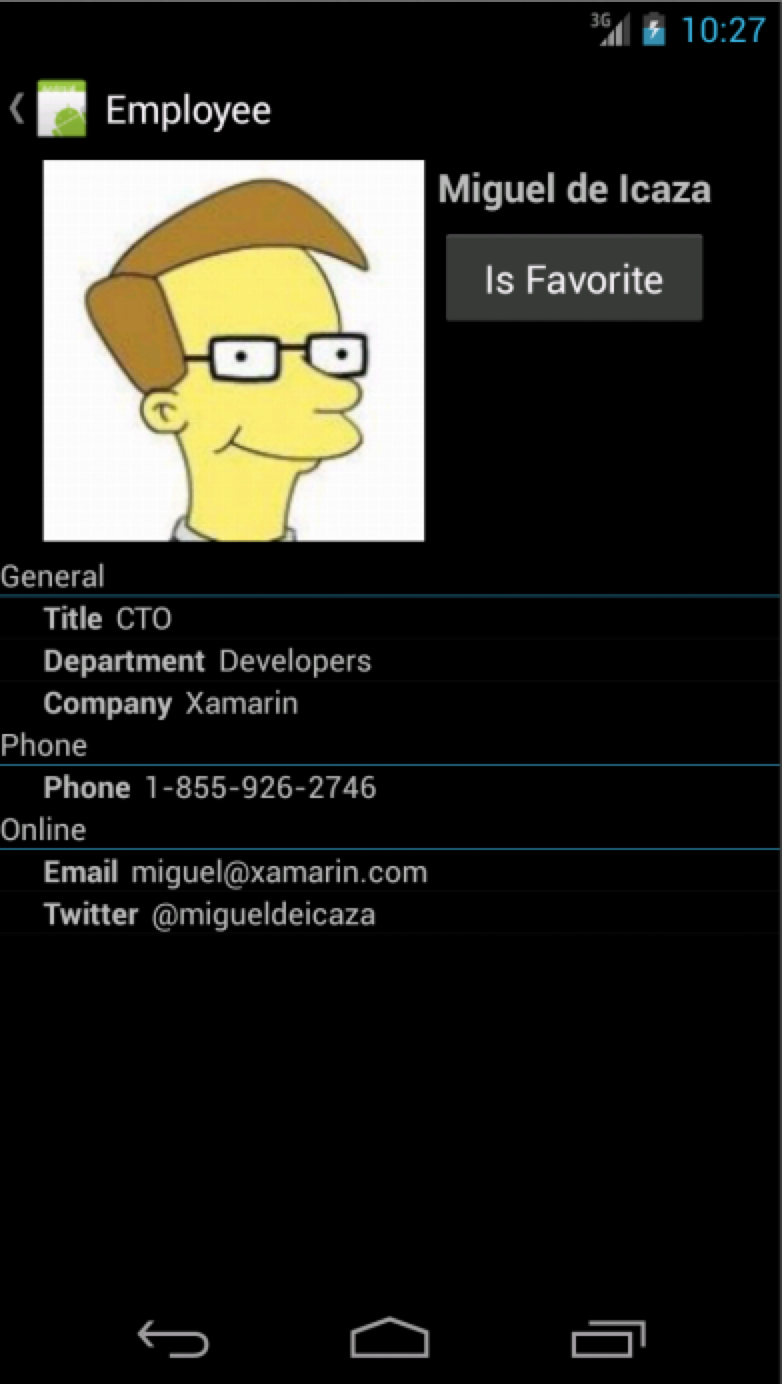 3G 10:27
Employee
Miguel de Icaza
Is Favorite
General
Title CTO
Department Developers
Company Xamarin
Phone
Phone 1-855-926-2746
Online
Email miguel@xamarin.com
Twitter @migueldeicaza